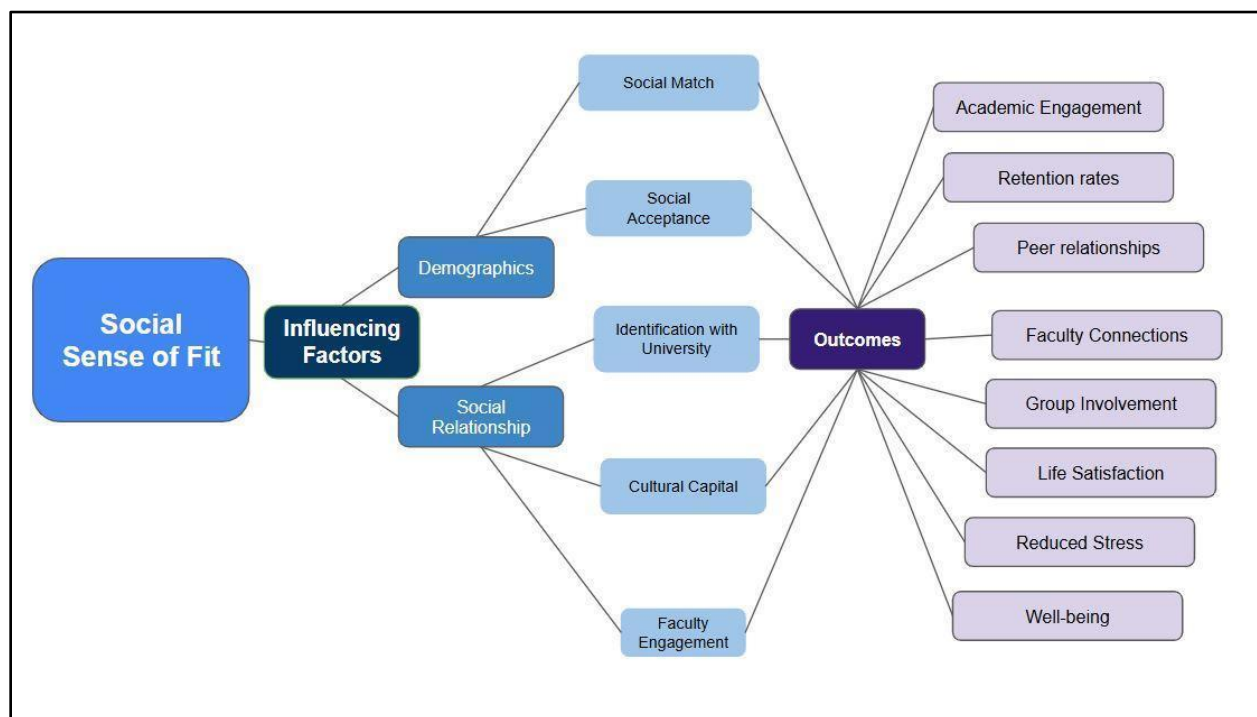 Social
Sense of Fit
Influencing
Factors
Demographics
Social
Relationship
Social Match
Social
Acceptance
Identification with
University
Cultural Capital
Faculty
Engagement
Outcomes
Academic Engagement
Retention rates
Peer relationships
Faculty Connections
Group Involvement
Life Satisfaction
Reduced Stress
Well-being